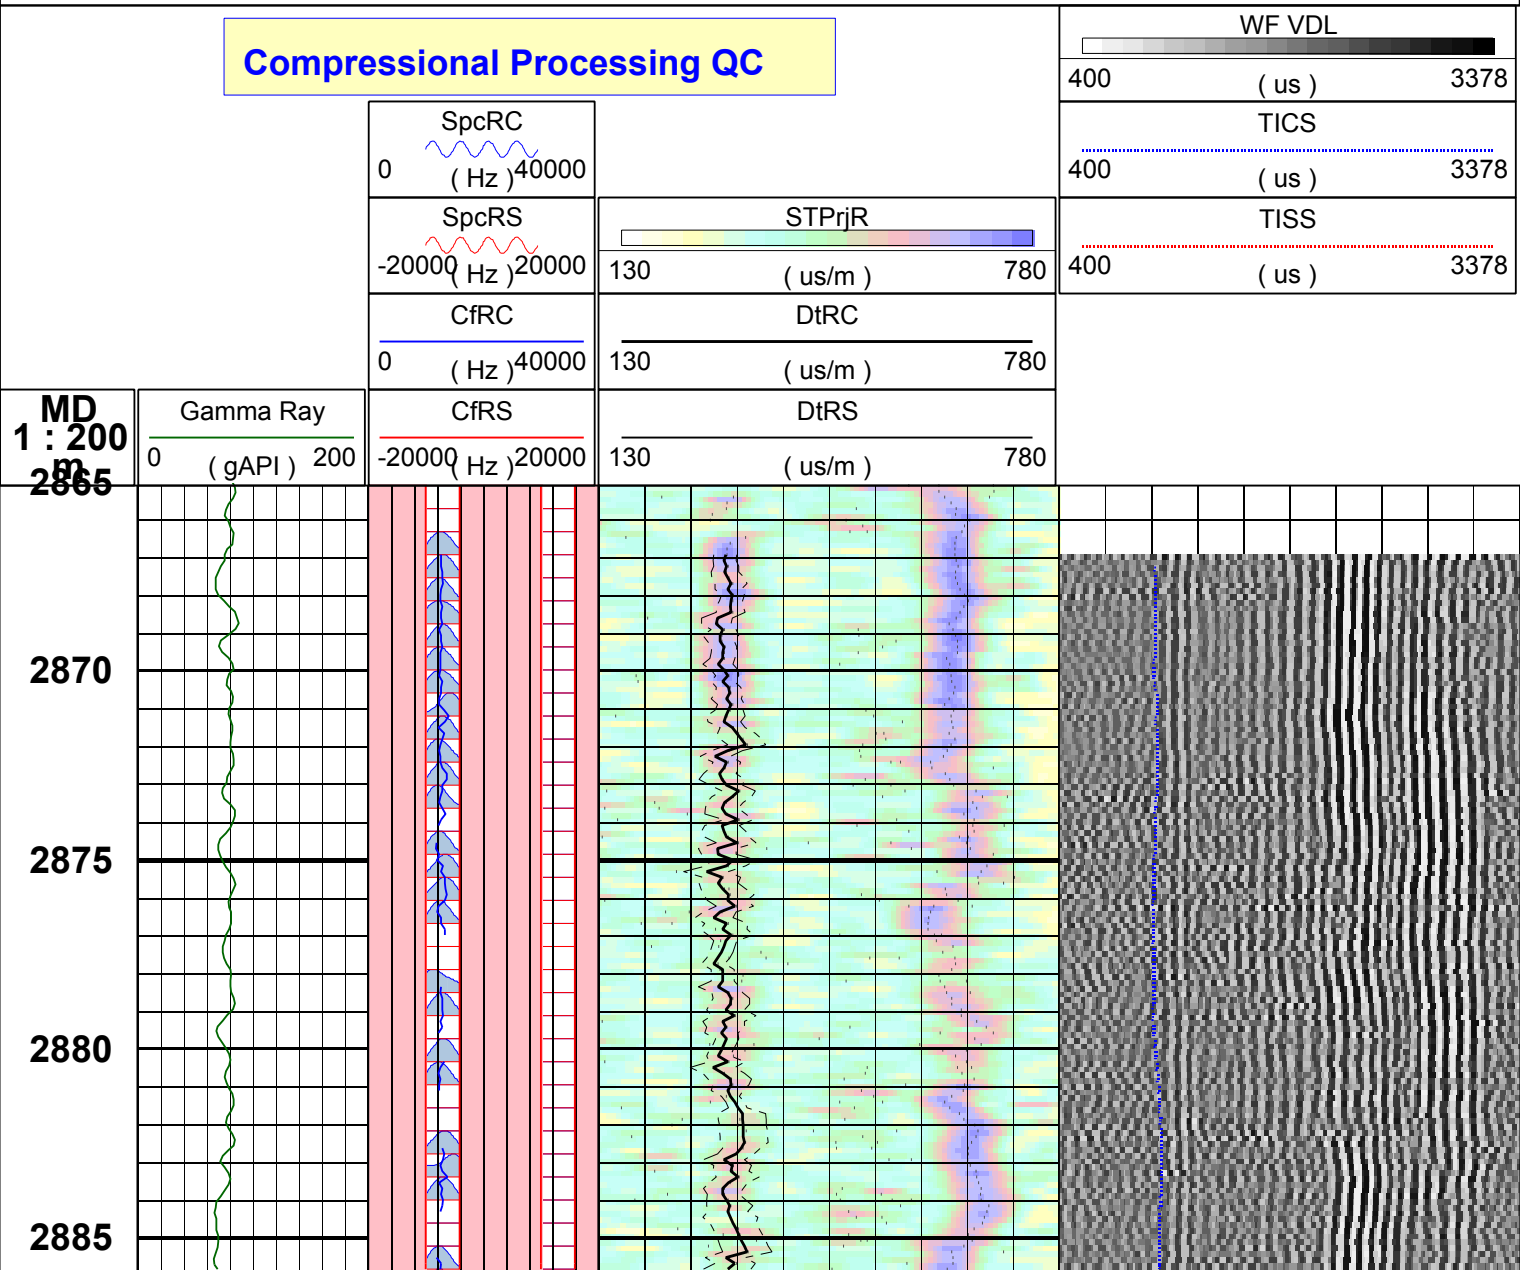 Compressional Processing QC
WF VDL
400 ( us ) 3378
SpcRC
0 ( Hz ) 40000
TICS
400 ( us ) 3378
SpcRS
-20000 ( Hz ) 20000
STPrjR
130 ( us/m ) 780
TISS
400 ( us ) 3378
CfRC
0 ( Hz ) 40000
DtRC
130 ( us/m ) 780
MD
1 : 200
m
Gamma Ray
0 ( gAPI ) 200
CfRS
-20000 ( Hz ) 20000
DtRS
130 ( us/m ) 780
2865
2870
2875
2880
2885